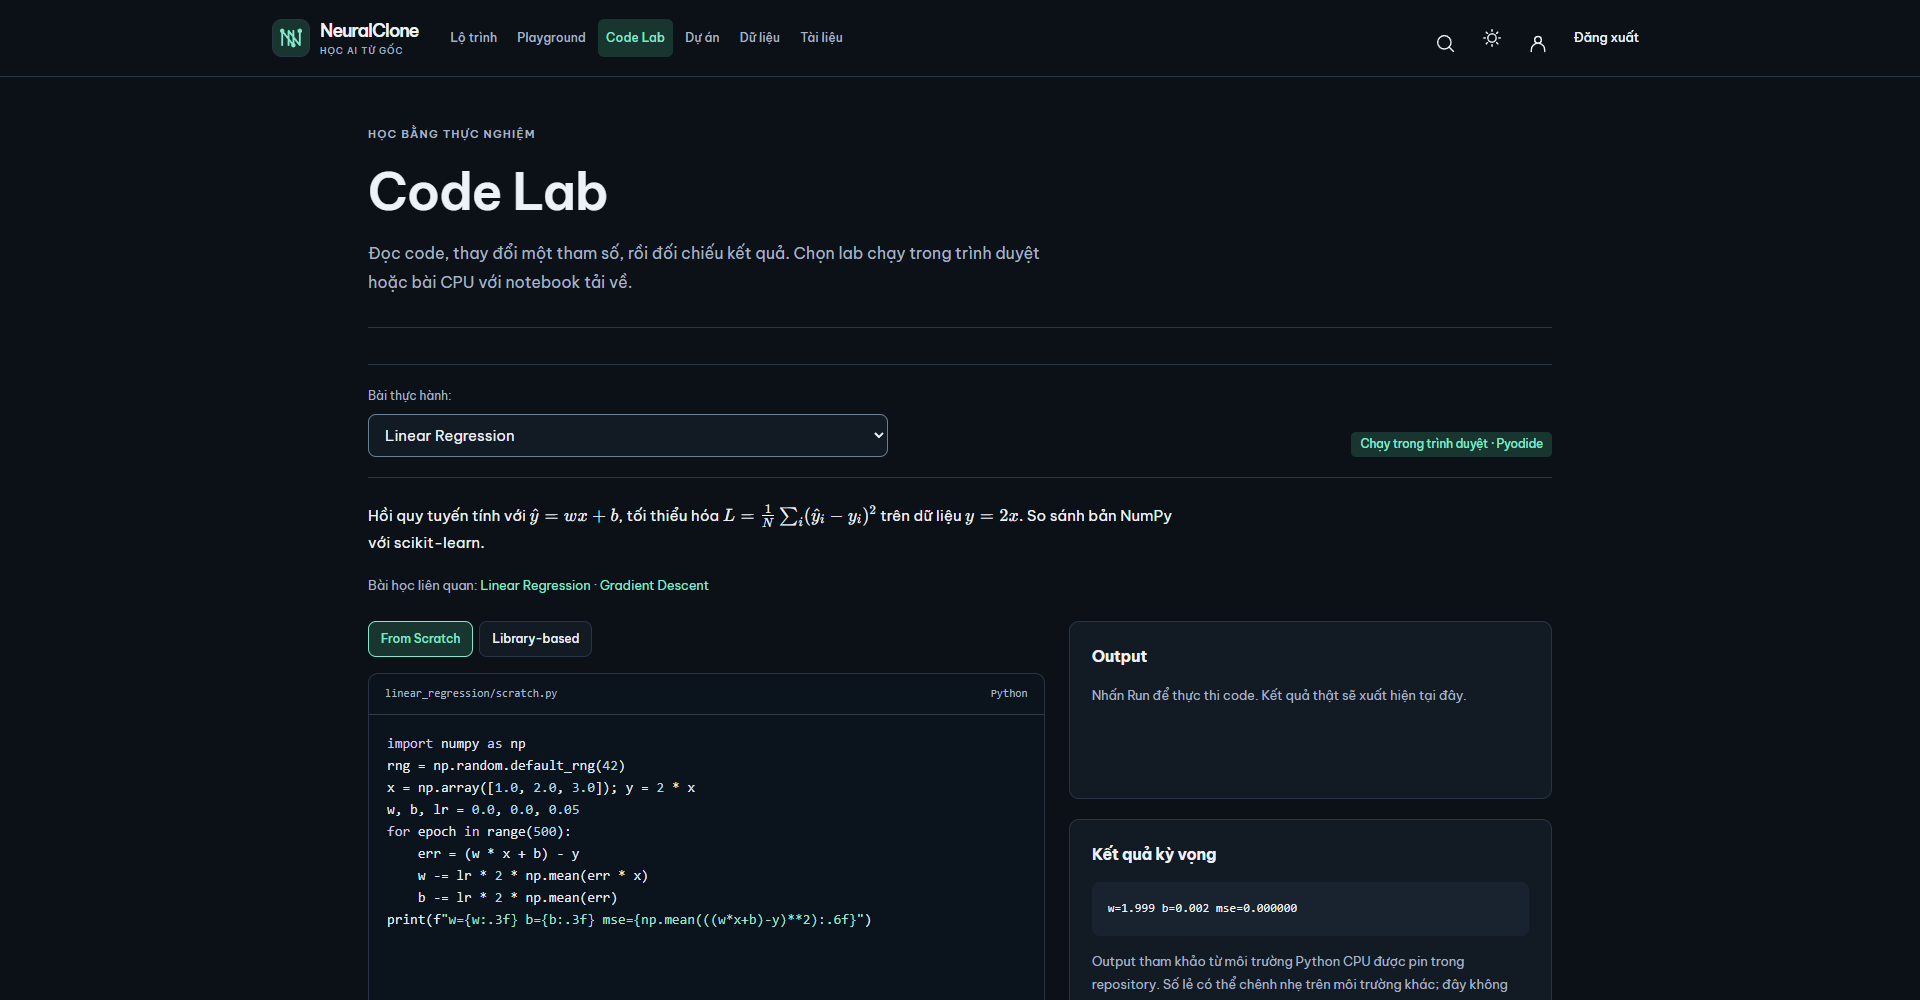 NeuralClone
HỌC AI TỪ GỐC
Lộ trình
Playground
Code Lab
Dự án
Dữ liệu
Tài liệu
Đăng xuất
HỌC BẰNG THỰC NGHIỆM
Code Lab
Đọc code, thay đổi một tham số, rồi đối chiếu kết quả. Chọn lab chạy trong trình duyệt
hoặc bài CPU với notebook tải về.
Bài thực hành:
Linear Regression
Chạy trong trình duyệt · Pyodide
Hồi quy tuyến tính với ŷ = wx + b, tối thiểu hóa L = 1/N ∑ᵢ(ŷᵢ − yᵢ)² trên dữ liệu y = 2x. So sánh bản NumPy
với scikit-learn.
Bài học liên quan: Linear Regression · Gradient Descent
From Scratch
Library-based
linear_regression/scratch.py
Python
import numpy as np
rng = np.random.default_rng(42)
x = np.array([1.0, 2.0, 3.0]); y = 2 * x
w, b, lr = 0.0, 0.0, 0.05
for epoch in range(500):
    err = (w * x + b) - y
    w -= lr * 2 * np.mean(err * x)
    b -= lr * 2 * np.mean(err)
print(f"w={w:.3f} b={b:.3f} mse={np.mean(((w*x+b)-y)**2):.6f}")
Output
Nhấn Run để thực thi code. Kết quả thật sẽ xuất hiện tại đây.
Kết quả kỳ vọng
w=1.999 b=0.002 mse=0.000000
Output tham khảo từ môi trường Python CPU được pin trong
repository. Số lẻ có thể chênh nhẹ trên môi trường khác; đây không